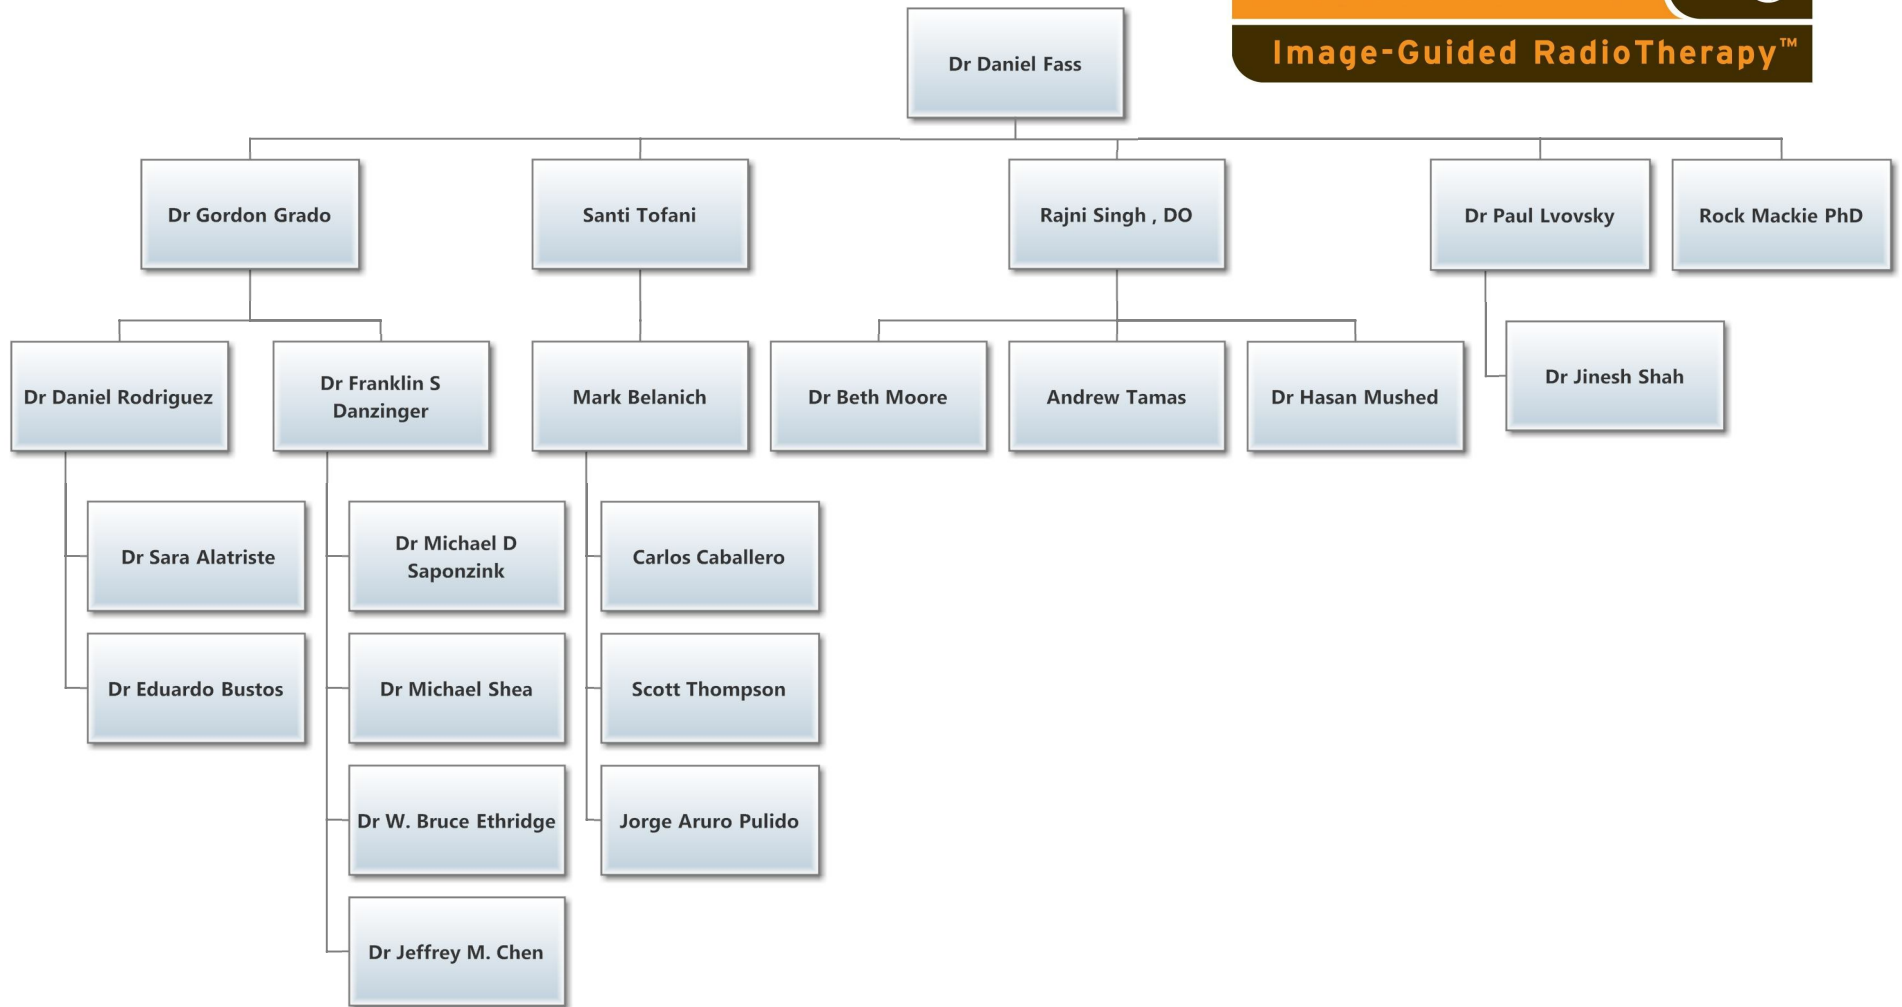 Image-Guided RadioTherapy™
Dr Daniel Fass
Dr Gordon Grado
Santi Tofani
Rajni Singh , DO
Dr Paul Lvovsky
Rock Mackie PhD
Dr Daniel Rodriguez
Dr Franklin S
Danzinger
Mark Belanich
Dr Beth Moore
Andrew Tamas
Dr Hasan Mushed
Dr Jinesh Shah
Dr Sara Alatriste
Dr Michael D
Saponzink
Carlos Caballero
Dr Eduardo Bustos
Dr Michael Shea
Scott Thompson
Dr W. Bruce Ethridge
Jorge Aruro Pulido
Dr Jeffrey M. Chen